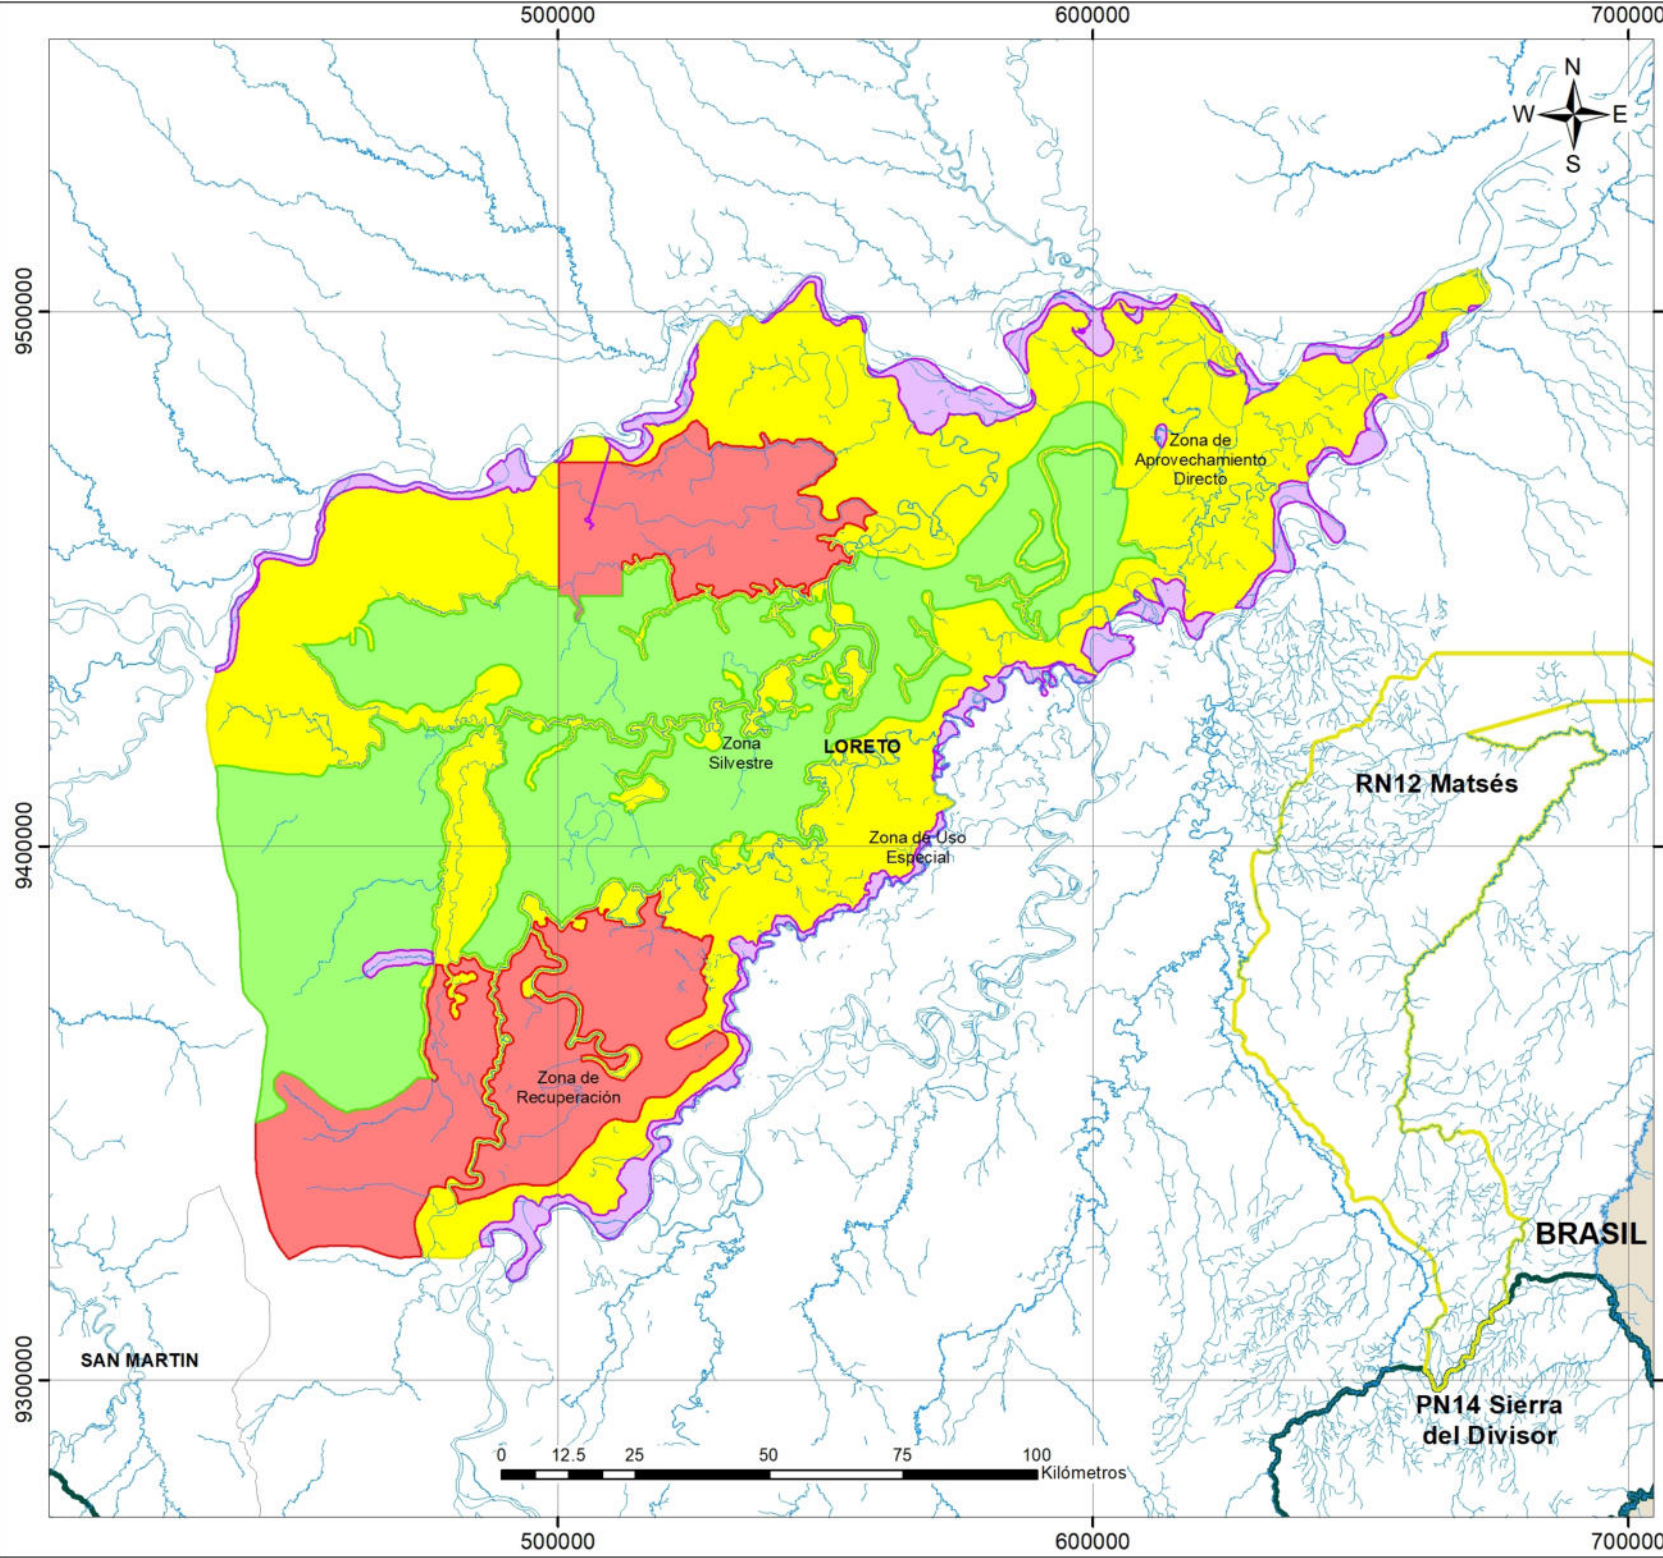 500000
600000
700000
N
W
E
S
9500000
9400000
9300000
Zona de
Aprovechamiento
Directo
Zona
Silvestre
LORETO
RN12 Matsés
Zona de Uso
Especial
Zona de
Recuperación
BRASIL
SAN MARTIN
PN14 Sierra
del Divisor
0 12.5 25 50 75 100
Kilómetros
500000
600000
700000